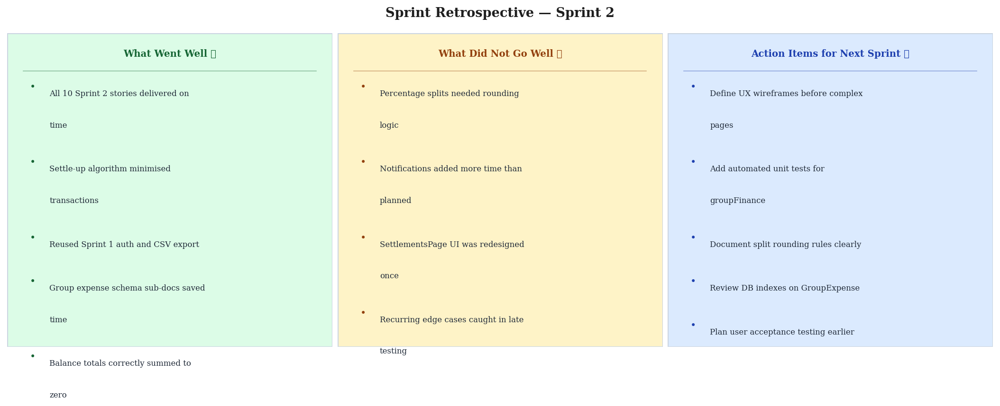 Sprint Retrospective — Sprint 2
What Went Well
• All 10 Sprint 2 stories delivered on
time
• Settle-up algorithm minimised
transactions
• Reused Sprint 1 auth and CSV export
• Group expense schema sub-docs saved
time
• Balance totals correctly summed to
zero
What Did Not Go Well
• Percentage splits needed rounding
logic
• Notifications added more time than
planned
• SettlementsPage UI was redesigned
once
• Recurring edge cases caught in late
testing
Action Items for Next Sprint
• Define UX wireframes before complex
pages
• Add automated unit tests for
groupFinance
• Document split rounding rules clearly
• Review DB indexes on GroupExpense
• Plan user acceptance testing earlier